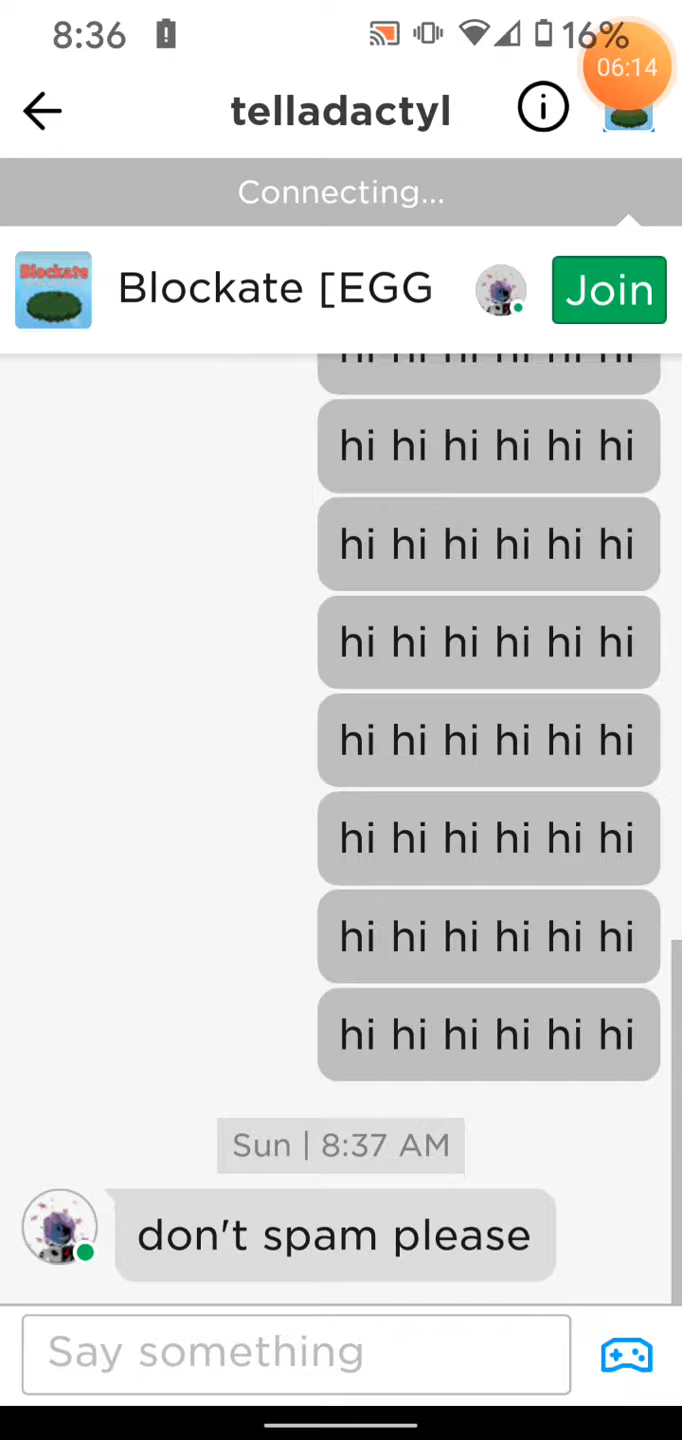 8:36
16%
06:14
telladactyl
Connecting...
Blockate
Blockate [EGG
Join
hi hi hi hi hi hi
hi hi hi hi hi hi
hi hi hi hi hi hi
hi hi hi hi hi hi
hi hi hi hi hi hi
hi hi hi hi hi hi
hi hi hi hi hi hi
hi hi hi hi hi hi
Sun | 8:37 AM
don't spam please
Say something